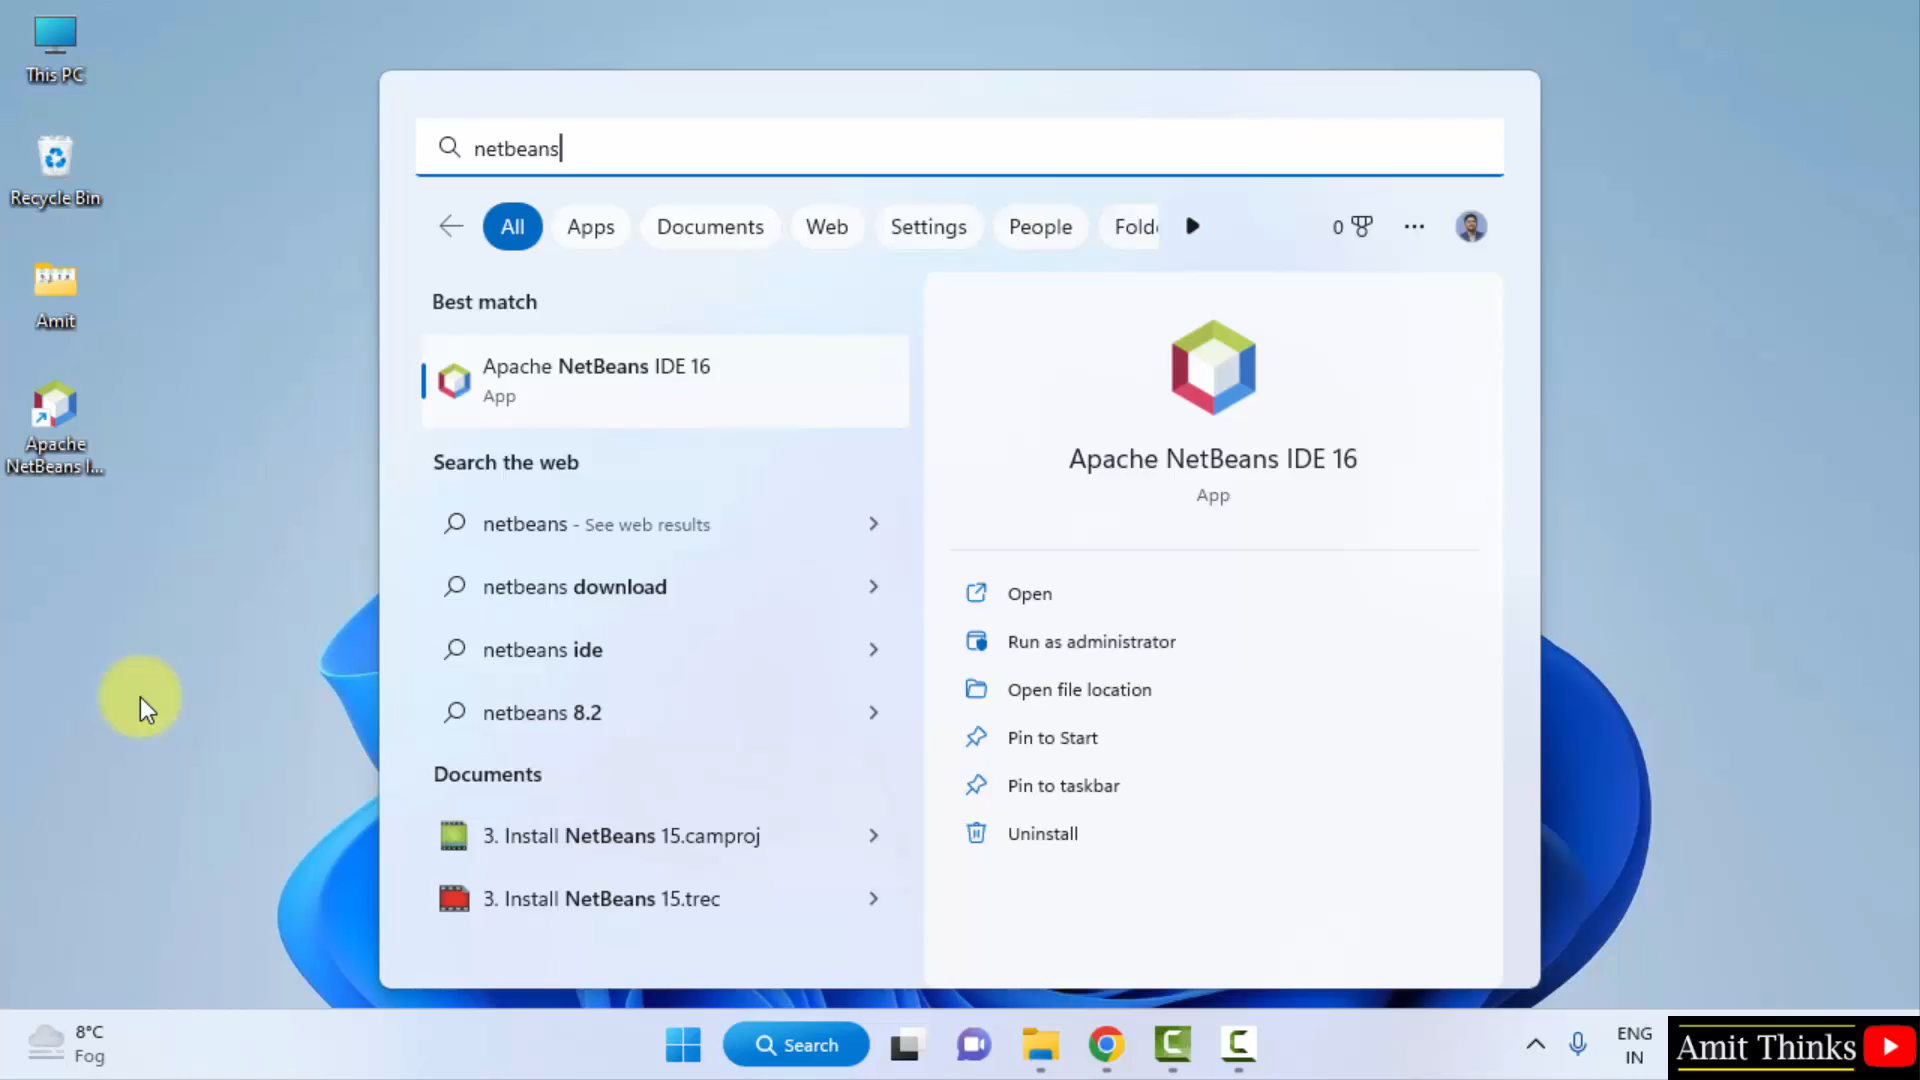 This PC
Recycle Bin
Amit
Apache
NetBeans I...
netbeans
All
Apps
Documents
Web
Settings
People
0
Best match
Apache NetBeans IDE 16
App
Search the web
netbeans - See web results
netbeans download
netbeans ide
netbeans 8.2
Documents
3. Install NetBeans 15.camproj
3. Install NetBeans 15.trec
Apache NetBeans IDE 16
App
Open
Run as administrator
Open file location
Pin to Start
Pin to taskbar
Uninstall
8°C
Fog
Search
ENG
IN
Amit Thinks